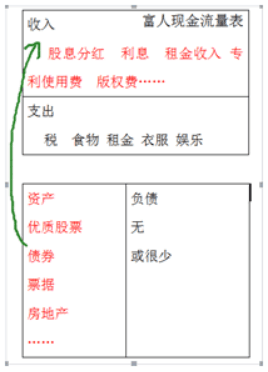 收入 富人现金流量表
股息分红 利息 租金收入 专
利使用费 版权费……
支出
税 食物 租金 衣服 娱乐
资产
优质股票
债券
票据
房地产
……
负债
无
或很少